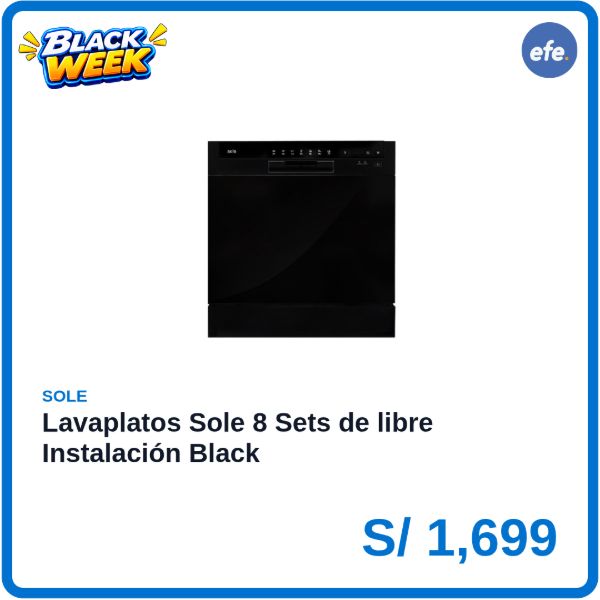 BLACK
WEEK
efe.
SOLE
Lavaplatos Sole 8 Sets de libre
Instalación Black
S/ 1,699